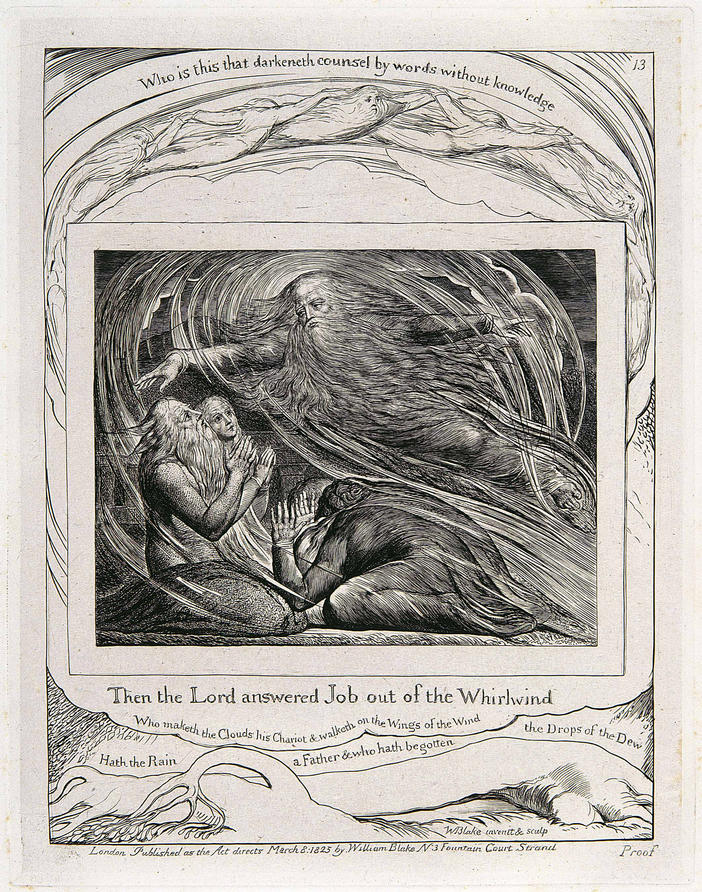 13
Who is this that darkeneth counsel by words without knowledge
Then the Lord answered Job out of the Whirlwind
Who maketh the Clouds his Chariot & walketh on the Wings of the Wind
Hath the Rain a Father & who hath begotten the Drops of the Dew
WBlake invenit & sculp
London Published as the Act directs March 8: 1825 by William Blake N 3 Fountain Court Strand
Proof